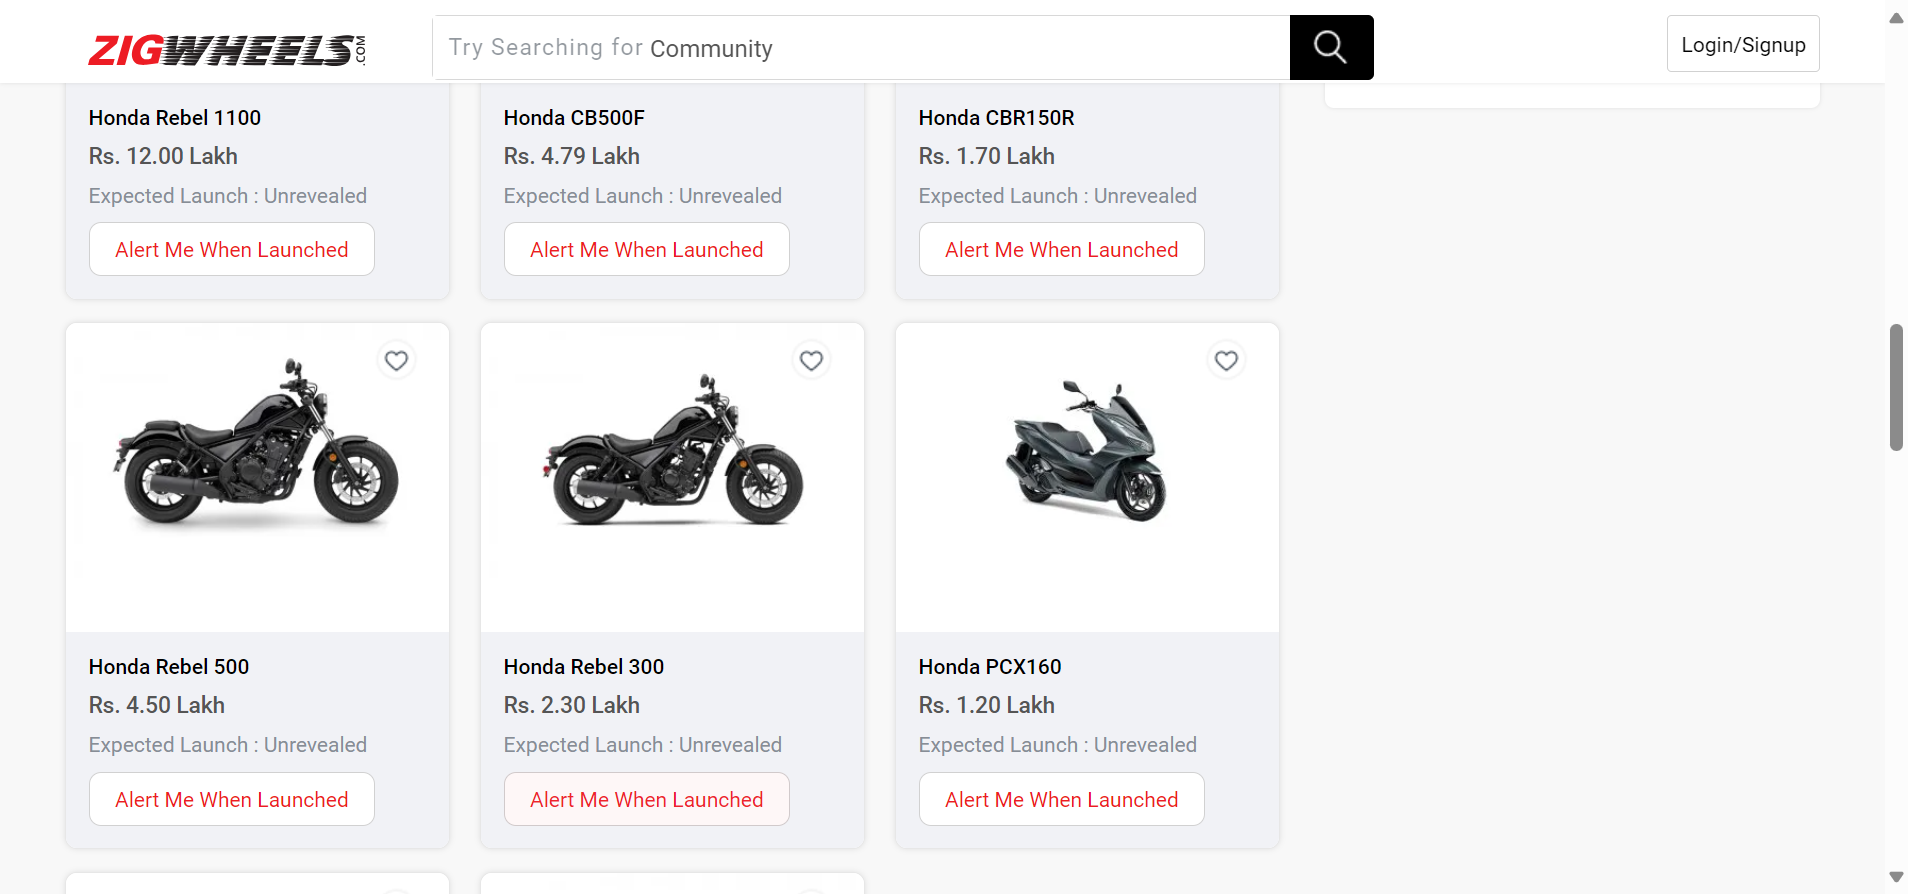 ZIGWHEELS.COM
Try Searching for Community
Login/Signup
Honda Rebel 1100
Rs. 12.00 Lakh
Expected Launch : Unrevealed
Alert Me When Launched
Honda CB500F
Rs. 4.79 Lakh
Expected Launch : Unrevealed
Alert Me When Launched
Honda CBR150R
Rs. 1.70 Lakh
Expected Launch : Unrevealed
Alert Me When Launched
Honda Rebel 500
Rs. 4.50 Lakh
Expected Launch : Unrevealed
Alert Me When Launched
Honda Rebel 300
Rs. 2.30 Lakh
Expected Launch : Unrevealed
Alert Me When Launched
Honda PCX160
Rs. 1.20 Lakh
Expected Launch : Unrevealed
Alert Me When Launched